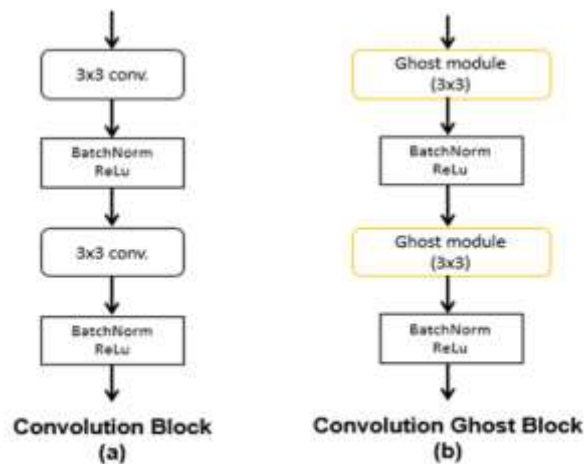 3x3 conv.
BatchNorm
ReLu
3x3 conv.
BatchNorm
ReLu
Convolution Block
(a)
Ghost module
(3x3)
BatchNorm
ReLu
Ghost module
(3x3)
BatchNorm
ReLu
Convolution Ghost Block
(b)